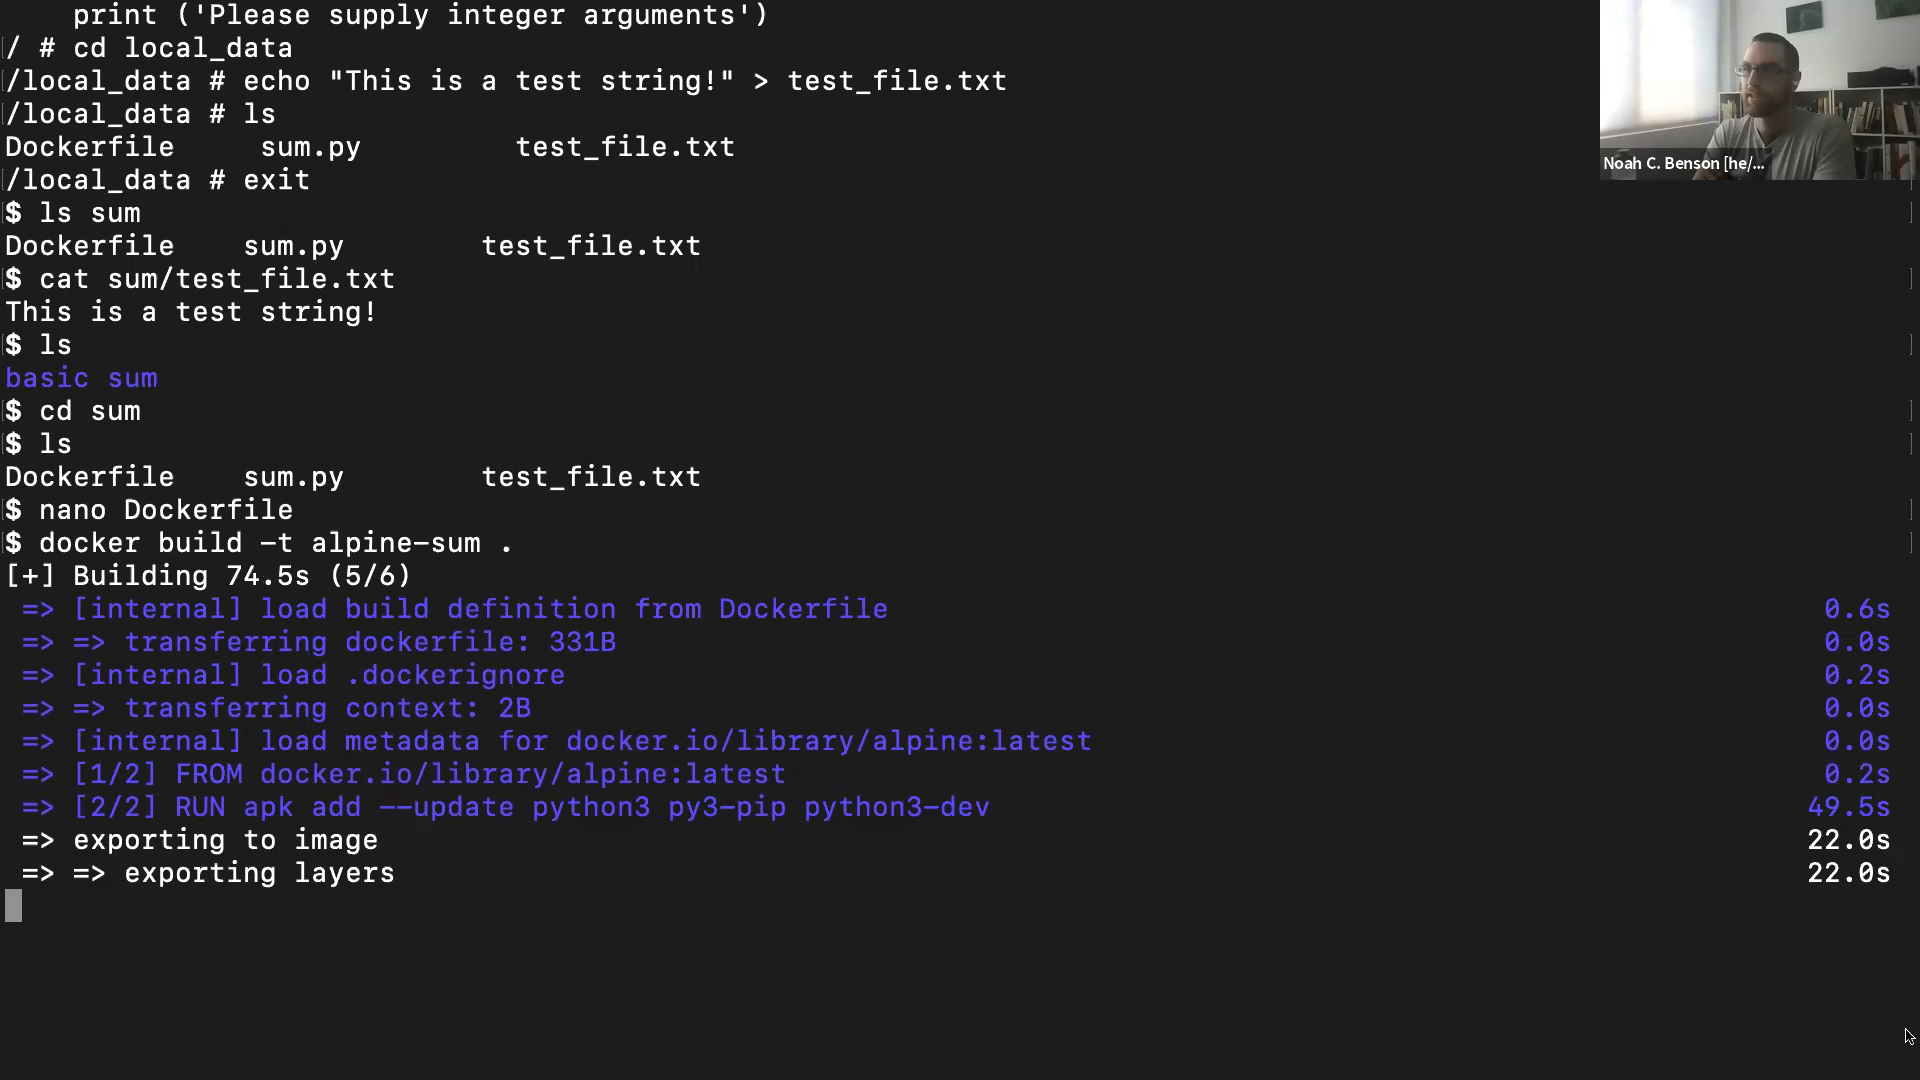 print ('Please supply integer arguments')
/ # cd local_data
/local_data # echo "This is a test string!" > test_file.txt
/local_data # ls
Dockerfile sum.py test_file.txt
/local_data # exit
$ ls sum
Dockerfile sum.py test_file.txt
$ cat sum/test_file.txt
This is a test string!
$ ls
basic sum
$ cd sum
$ ls
Dockerfile sum.py test_file.txt
$ nano Dockerfile
$ docker build -t alpine-sum .
[+] Building 74.5s (5/6)
=> [internal] load build definition from Dockerfile 0.6s
=> => transferring dockerfile: 331B 0.0s
=> [internal] load .dockerignore 0.2s
=> => transferring context: 2B 0.0s
=> [internal] load metadata for docker.io/library/alpine:latest 0.0s
=> [1/2] FROM docker.io/library/alpine:latest 0.2s
=> [2/2] RUN apk add --update python3 py3-pip python3-dev 49.5s
=> exporting to image 22.0s
=> => exporting layers 22.0s
Noah C. Benson [he/...